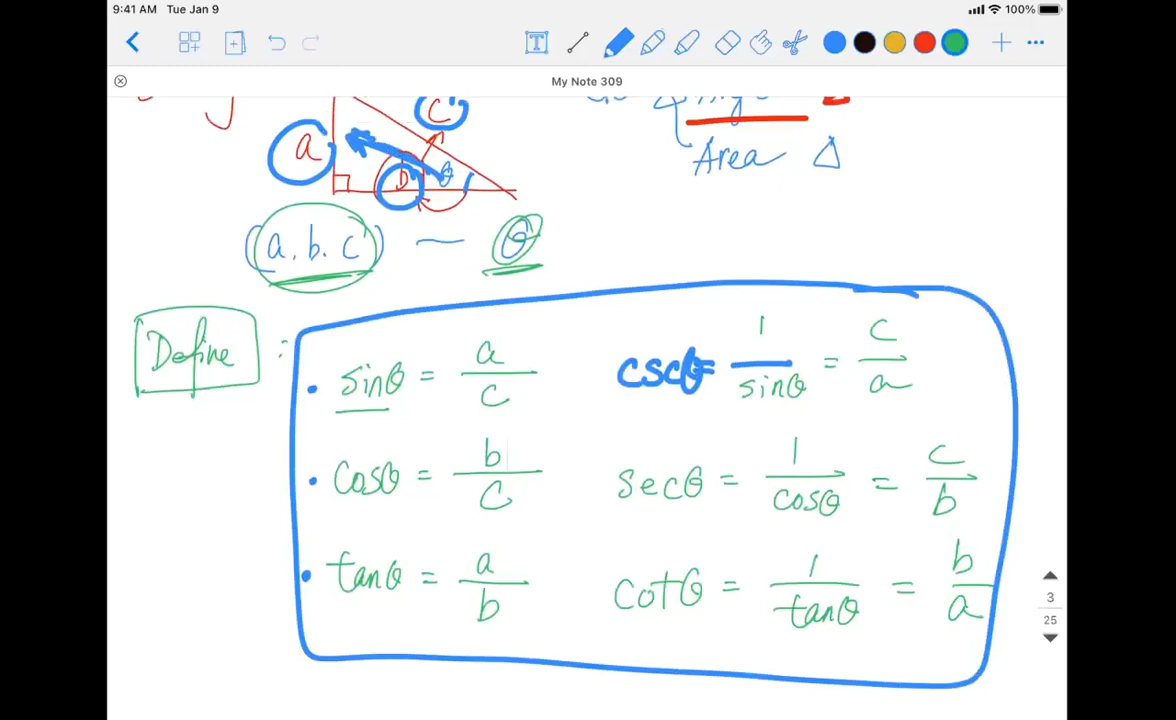 9:41 AM Tue Jan 9
100%
T
My Note 309
C
a
b θ
Area △
(a, b, c) ~ θ
Define :
• sinθ = a/c cscθ = 1/sinθ = c/a
• cosθ = b/c secθ = 1/cosθ = c/b
• tanθ = a/b cotθ = 1/tanθ = b/a
3
25